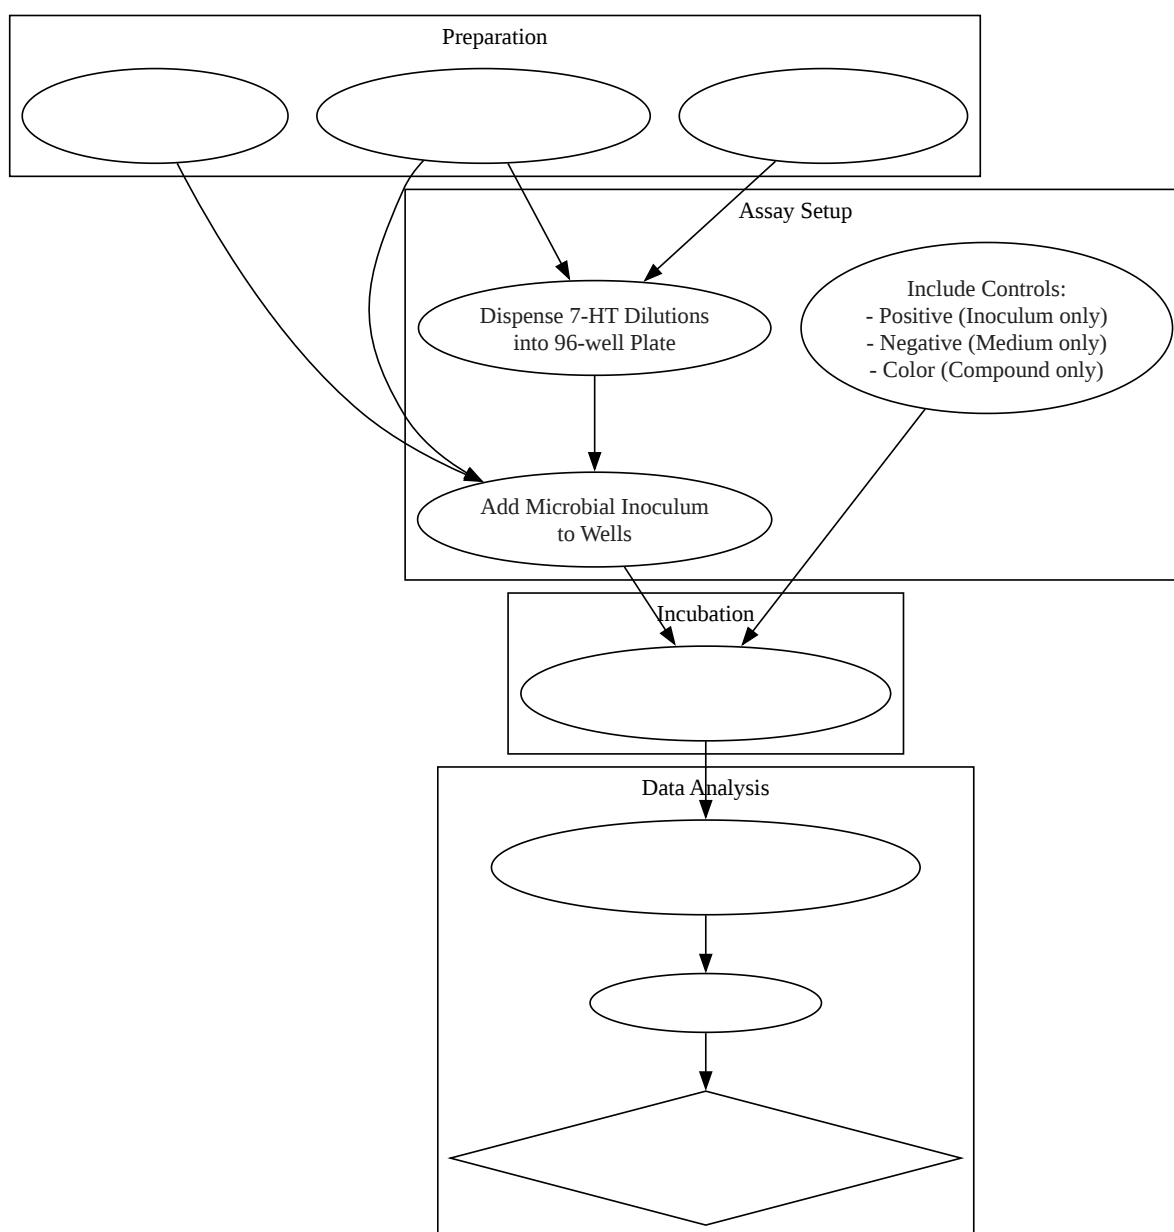 Preparation
Assay Setup
Dispense 7-HT Dilutions
into 96-well Plate
Include Controls:
- Positive (Inoculum only)
- Negative (Medium only)
- Color (Compound only)
Add Microbial Inoculum
to Wells
Incubation
Data Analysis